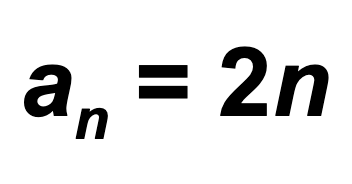 aₙ = 2n